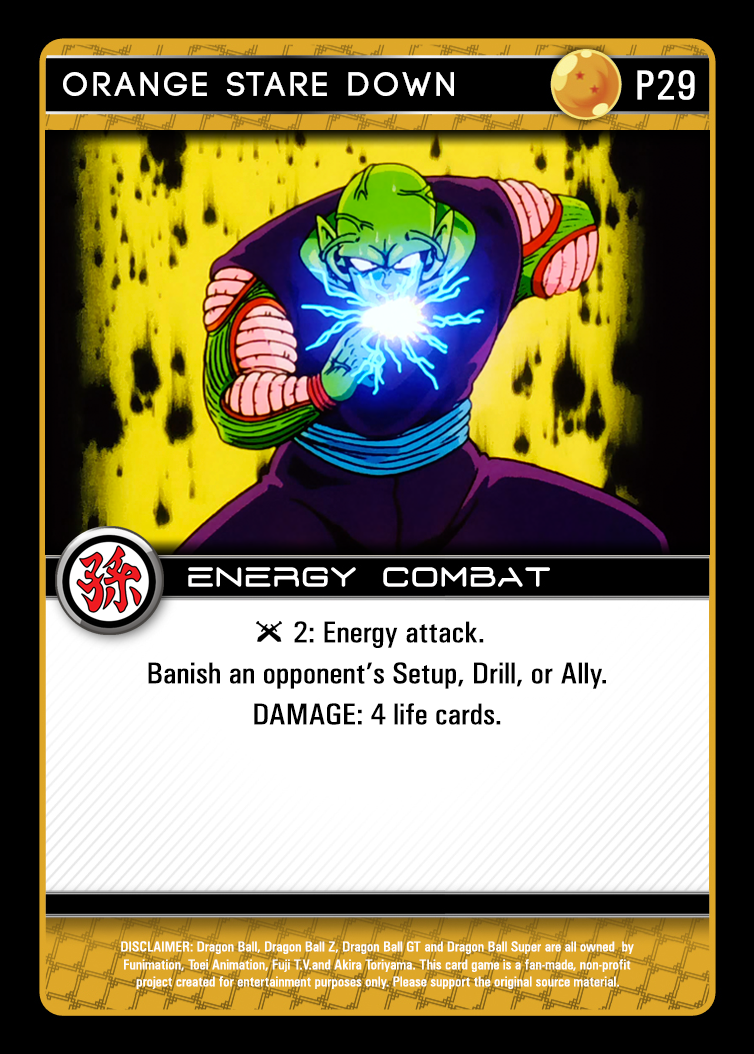 ORANGE STARE DOWN
P29
孫
ENERGY COMBAT
2: Energy attack.
Banish an opponent's Setup, Drill, or Ally.
DAMAGE: 4 life cards.
DISCLAIMER: Dragon Ball, Dragon Ball Z, Dragon Ball GT and Dragon Ball Super are all owned by
Funimation, Toei Animation, Fuji T.V.and Akira Toriyama. This card game is a fan-made, non-profit
project created for entertainment purposes only. Please support the original source material.